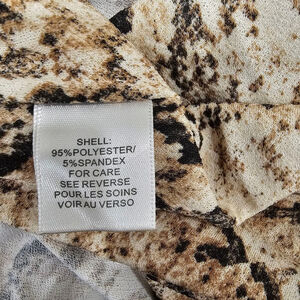 SHELL:
95%POLYESTER/
5%SPANDEX
FOR CARE
SEE REVERSE
POUR LES SOINS
VOIR AU VERSO